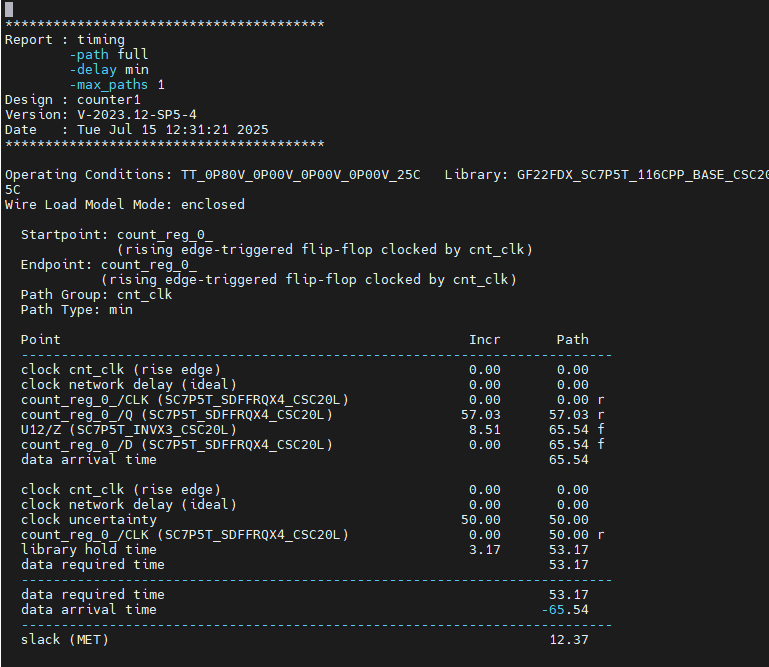 ****************************************
Report : timing
        -path full
        -delay min
        -max_paths 1
Design : counter1
Version: V-2023.12-SP5-4
Date   : Tue Jul 15 12:31:21 2025
****************************************

Operating Conditions: TT_0P80V_0P00V_0P00V_0P00V_25C   Library: GF22FDX_SC7P5T_116CPP_BASE_CSC20
5C
Wire Load Model Mode: enclosed

  Startpoint: count_reg_0_
              (rising edge-triggered flip-flop clocked by cnt_clk)
  Endpoint: count_reg_0_
            (rising edge-triggered flip-flop clocked by cnt_clk)
  Path Group: cnt_clk
  Path Type: min

  Point                                                   Incr       Path
  --------------------------------------------------------------------------
  clock cnt_clk (rise edge)                               0.00       0.00
  clock network delay (ideal)                             0.00       0.00
  count_reg_0_/CLK (SC7P5T_SDFFRQX4_CSC20L)               0.00       0.00 r
  count_reg_0_/Q (SC7P5T_SDFFRQX4_CSC20L)                57.03      57.03 r
  U12/Z (SC7P5T_INVX3_CSC20L)                             8.51      65.54 f
  count_reg_0_/D (SC7P5T_SDFFRQX4_CSC20L)                 0.00      65.54 f
  data arrival time                                                 65.54

  clock cnt_clk (rise edge)                               0.00       0.00
  clock network delay (ideal)                             0.00       0.00
  clock uncertainty                                      50.00      50.00
  count_reg_0_/CLK (SC7P5T_SDFFRQX4_CSC20L)               0.00      50.00 r
  library hold time                                       3.17      53.17
  data required time                                                53.17
  --------------------------------------------------------------------------
  data required time                                                53.17
  data arrival time                                                -65.54
  --------------------------------------------------------------------------
  slack (MET)                                                       12.37